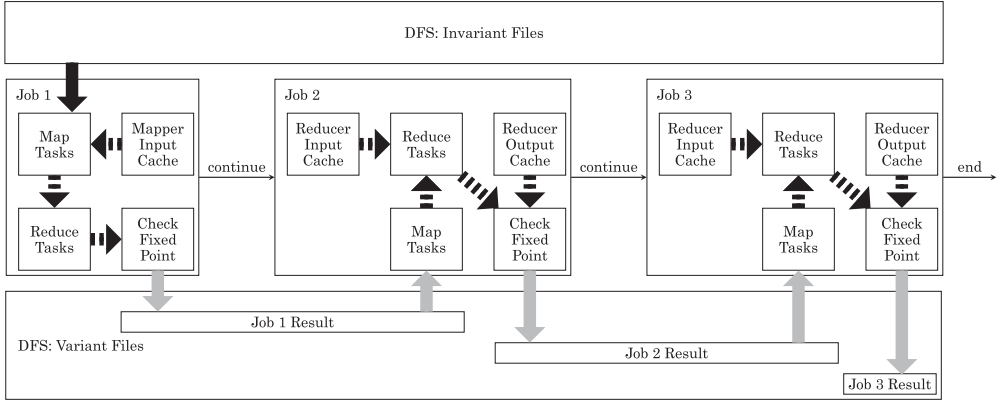 DFS: Invariant Files
Job 1
Map
Tasks
Mapper
Input
Cache
Reduce
Tasks
Check
Fixed
Point
continue
Job 2
Reducer
Input
Cache
Reduce
Tasks
Reducer
Output
Cache
Map
Tasks
Check
Fixed
Point
continue
Job 3
Reducer
Input
Cache
Reduce
Tasks
Reducer
Output
Cache
Map
Tasks
Check
Fixed
Point
end
Job 1 Result
DFS: Variant Files
Job 2 Result
Job 3 Result